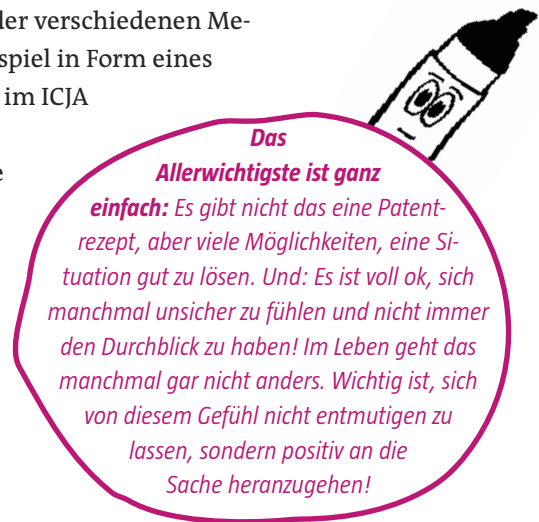 der verschiedenen Me-
spiel in Form eines
im ICJA
e
Das
Allerwichtigste ist ganz
einfach: Es gibt nicht das eine Patent-
rezept, aber viele Möglichkeiten, eine Si-
tuation gut zu lösen. Und: Es ist voll ok, sich
manchmal unsicher zu fühlen und nicht immer
den Durchblick zu haben! Im Leben geht das
manchmal gar nicht anders. Wichtig ist, sich
von diesem Gefühl nicht entmutigen zu
lassen, sondern positiv an die
Sache heranzugehen!